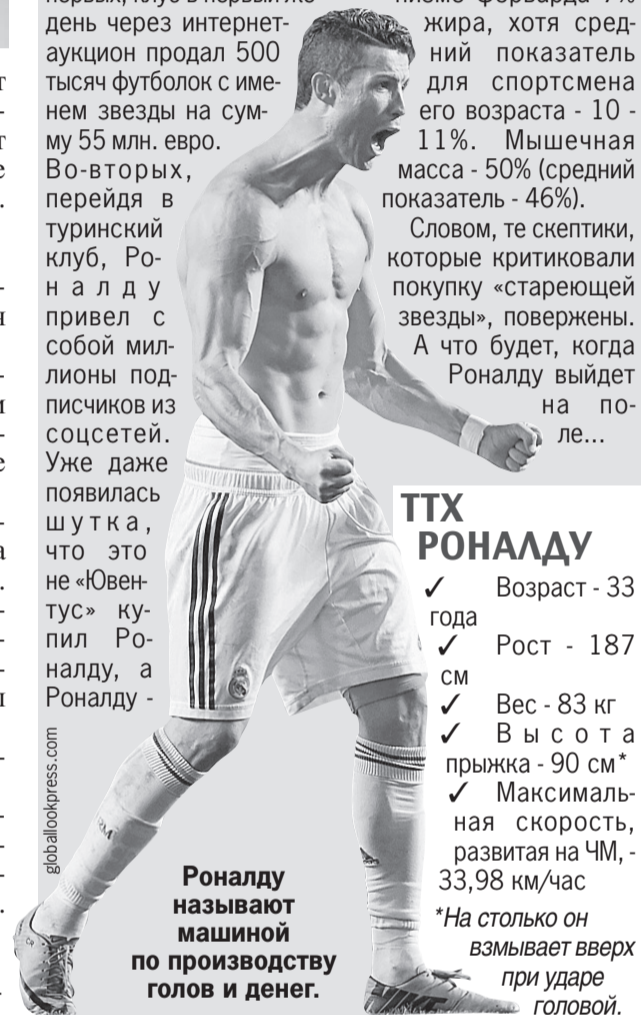 день через интернет-
аукцион продал 500
тысяч футболок с име-
нем звезды на сум-
му 55 млн. евро.
Во-вторых,
перейдя в
туринский
клуб, Ро-
налду
привел с
собой мил-
лионы под-
писчиков из
соцсетей.
Уже даже
появилась
шутка,
что это
не «Ювен-
тус» ку-
пил Ро-
налду, а
Роналду -
жира, хотя сред-
ний показатель
для спортсмена
его возраста - 10 -
11%. Мышечная
масса - 50% (средний
показатель - 46%).
Словом, те скептики,
которые критиковали
покупку «стареющей
звезды», повержены.
А что будет, когда
Роналду выйдет
на по-
ле...
ТТХ
РОНАЛДУ
✓ Возраст - 33
года
✓ Рост - 187
см
✓ Вес - 83 кг
✓ Высота
прыжка - 90 см*
✓ Максималь-
ная скорость,
развитая на ЧМ, -
33,98 км/час
*На столько он
взмывает вверх
при ударе
головой.
globallookpress.com
Роналду
называют
машиной
по производству
голов и денег.